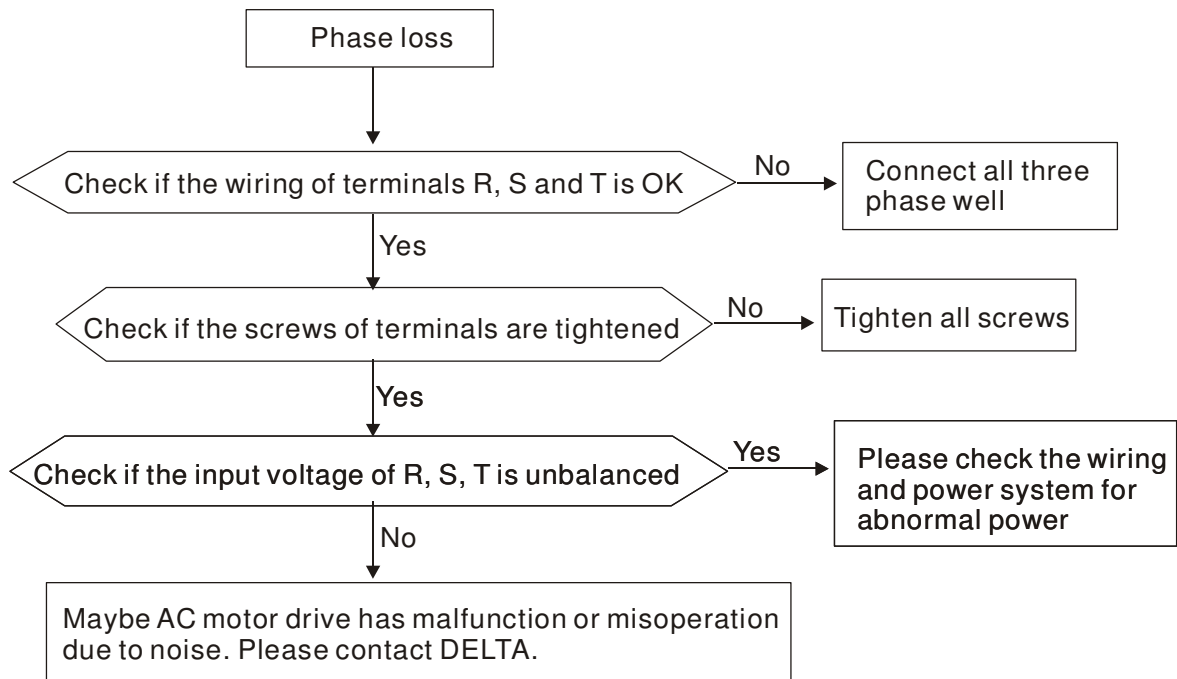 Phase loss
Check if the wiring of terminals R, S and T is OK
No
Connect all three
phase well
Yes
Check if the screws of terminals are tightened
No
Tighten all screws
Yes
Check if the input voltage of R, S, T is unbalanced
Yes
Please check the wiring
and power system for
abnormal power
No
Maybe AC motor drive has malfunction or misoperation
due to noise. Please contact DELTA.